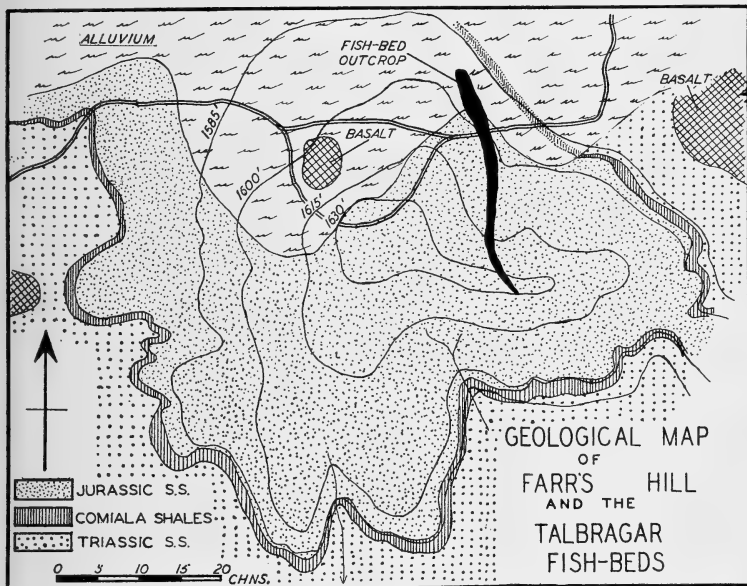 ALLUVIUM
FISH-BED
OUTCROP
BASALT
BASALT
1585'
1600'
1615'
1630'
GEOLOGICAL MAP
OF
FARR'S HILL
AND THE
TALBRAGAR
FISH-BEDS
JURASSIC S.S.
COMIALA SHALES
TRIASSIC S.S.
0 5 10 15 20 CHNS.